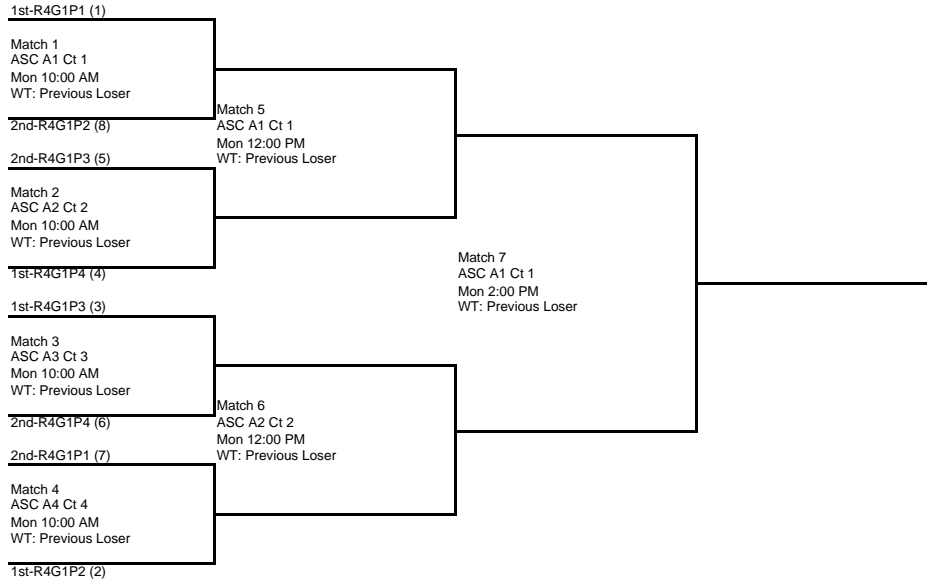 1st-R4G1P1 (1)
Match 1
ASC A1 Ct 1
Mon 10:00 AM
WT: Previous Loser
2nd-R4G1P2 (8)
Match 5
ASC A1 Ct 1
Mon 12:00 PM
WT: Previous Loser
2nd-R4G1P3 (5)
Match 2
ASC A2 Ct 2
Mon 10:00 AM
WT: Previous Loser
1st-R4G1P4 (4)
Match 7
ASC A1 Ct 1
Mon 2:00 PM
WT: Previous Loser
1st-R4G1P3 (3)
Match 3
ASC A3 Ct 3
Mon 10:00 AM
WT: Previous Loser
2nd-R4G1P4 (6)
Match 6
ASC A2 Ct 2
Mon 12:00 PM
WT: Previous Loser
2nd-R4G1P1 (7)
Match 4
ASC A4 Ct 4
Mon 10:00 AM
WT: Previous Loser
1st-R4G1P2 (2)